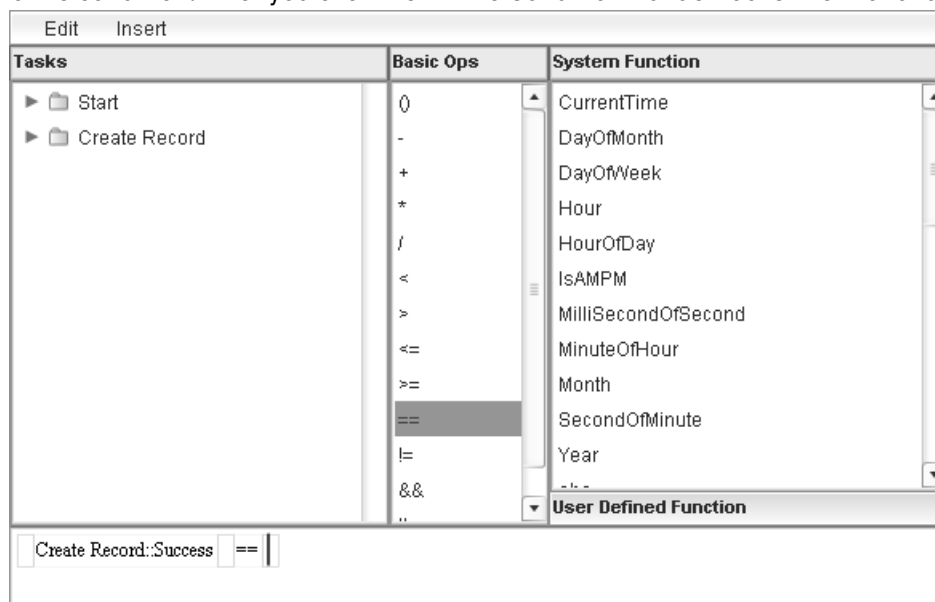 Edit Insert
Tasks
Start
Create Record
Basic Ops
()
-
+
*
/
<
>
<=
>=
==
!=
&&
System Function
CurrentTime
DayOfMonth
DayOfWeek
Hour
HourOfDay
IsAMPM
MilliSecondOfSecond
MinuteOfHour
Month
SecondOfMinute
Year
User Defined Function
Create Record::Success ==